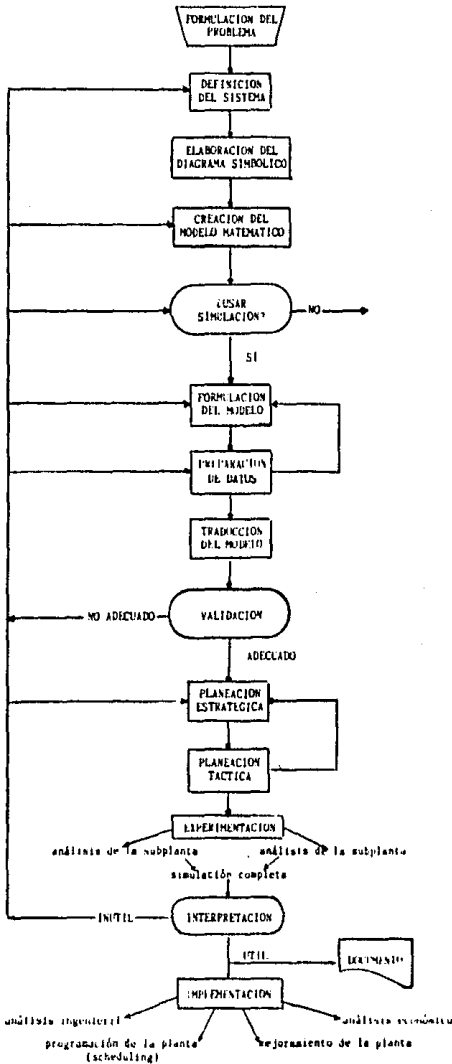 FORMULACION DEL
PROBLEMA
DEFINICION
DEL SISTEMA
ELABORACION DEL
DIAGRAMA SIMBOLICO
CREACION DEL
MODELO MATEMATICO
¿USAR
SIMULACION?
NO
SI
FORMULACION
DEL MODELO
PREPARACION
DE DATOS
TRADUCCION
DEL MODELO
NO ADECUADO
VALIDACION
ADECUADO
PLANEACION
ESTRATEGICA
PLANEACION
TACTICA
EXPERIMENTACION
análisis de la subplanta
análisis de la subplanta
simulación completa
INUTIL
INTERPRETACION
UTIL
DOCUMENTO
IMPLEMENTACION
análisis ingenieril
análisis económico
programación de la planta
(scheduling)
mejoramiento de la planta